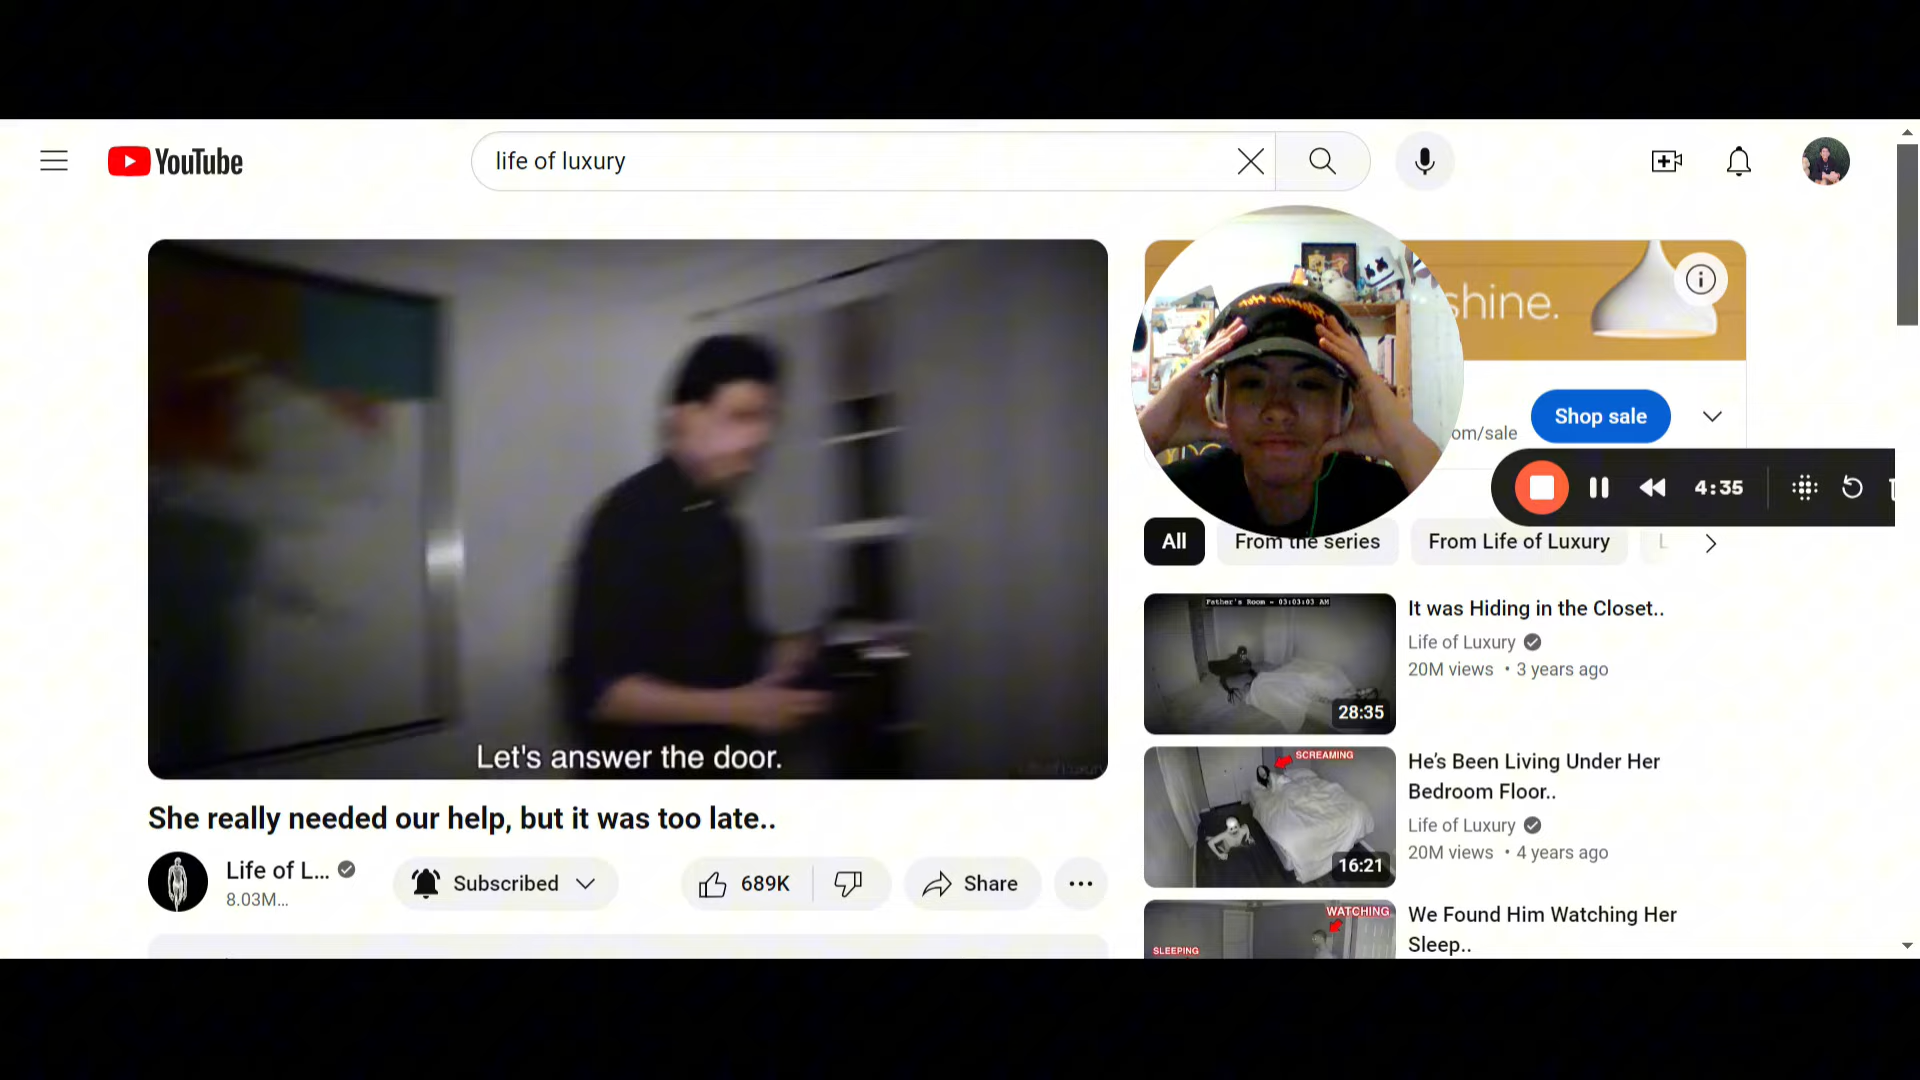 YouTube
life of luxury
shine.
om/sale
Shop sale
4:35
Let's answer the door.
She really needed our help, but it was too late..
Life of L...
8.03M...
Subscribed
689K
Share
All
From the series
From Life of Luxury
L
Father's Room - 03:03:03 AM
28:35
It was Hiding in the Closet..
Life of Luxury
20M views • 3 years ago
SCREAMING
16:21
He's Been Living Under Her
Bedroom Floor..
Life of Luxury
20M views • 4 years ago
WATCHING
SLEEPING
We Found Him Watching Her
Sleep..